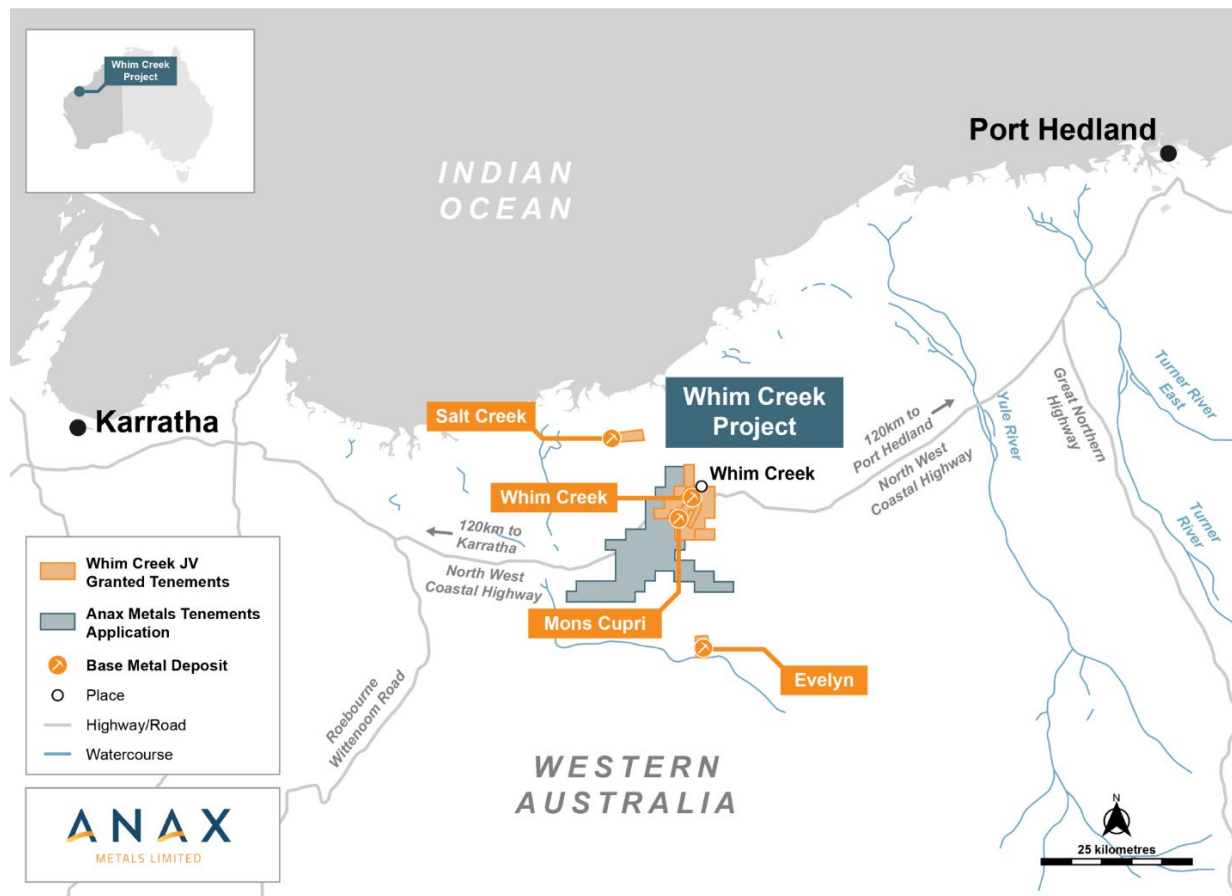 Whim Creek
Project
INDIAN
OCEAN
Port Hedland
Karratha
Salt Creek
Whim Creek
Project
Whim Creek
Whim Creek
120km to
Port Hedland
North West
Coastal Highway
Yule River
Great Northern
Highway
Turner River
East
Turner
River
120km to
Karratha
North West
Coastal Highway
Mons Cupri
Evelyn
Roebourne
Wittenoom Road
Whim Creek JV
Granted Tenements
Anax Metals Tenements
Application
Base Metal Deposit
Place
Highway/Road
Watercourse
WESTERN
AUSTRALIA
ANAX
METALS LIMITED
N
25 kilometres